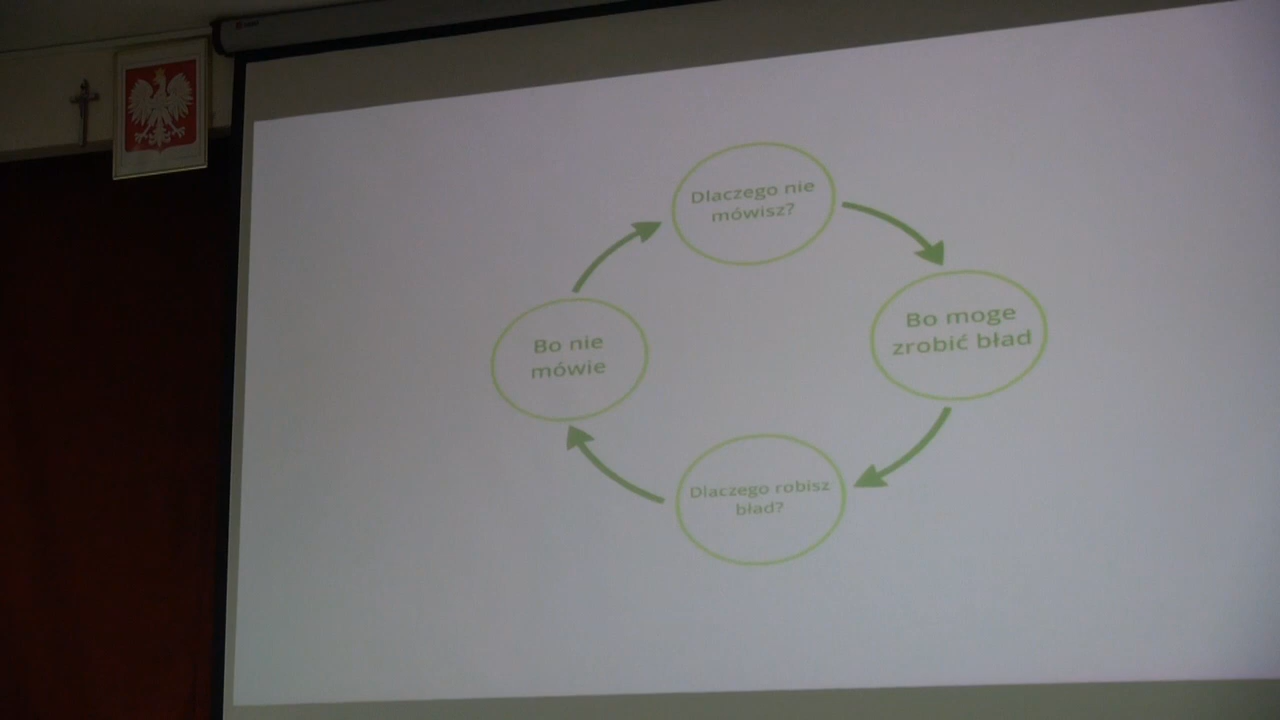 Dlaczego nie
mówisz?
Bo moge
zrobić bład
Dlaczego robisz
bład?
Bo nie
mówie